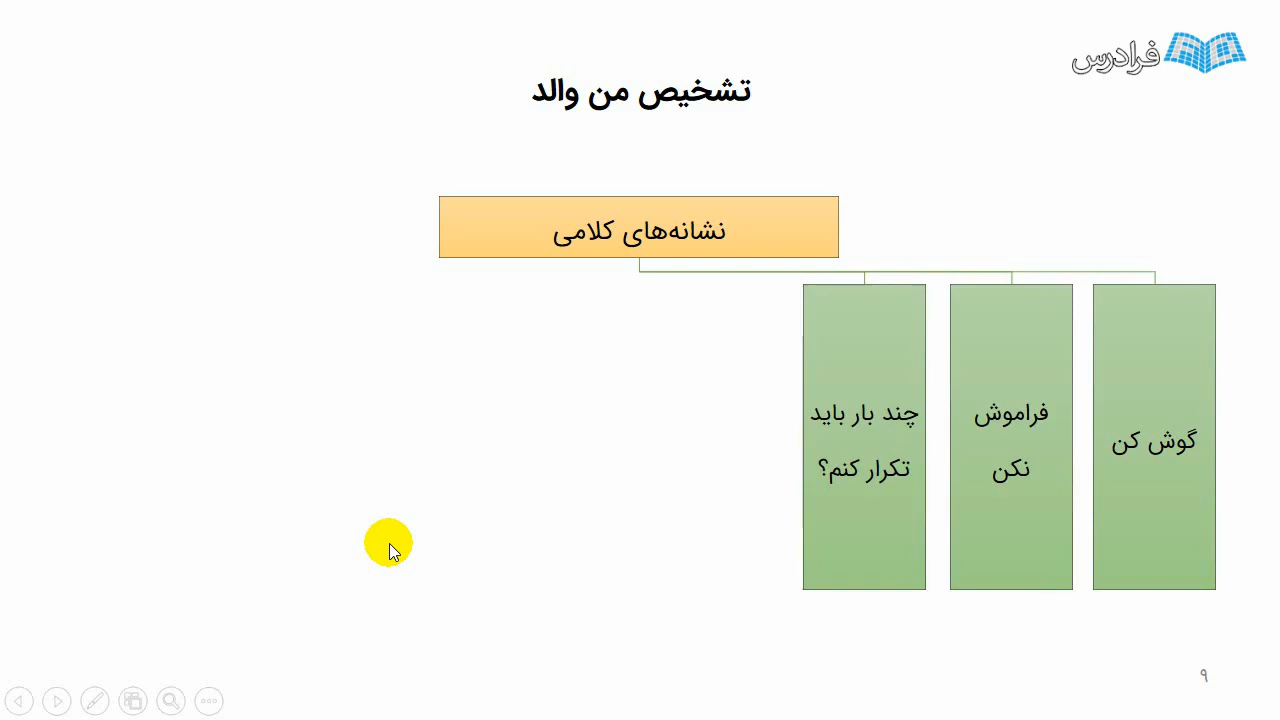 فرادرس
تشخیص من والد
نشانه‌های کلامی
گوش کن
فراموش
نکن
چند بار باید
تکرار کنم؟
۹